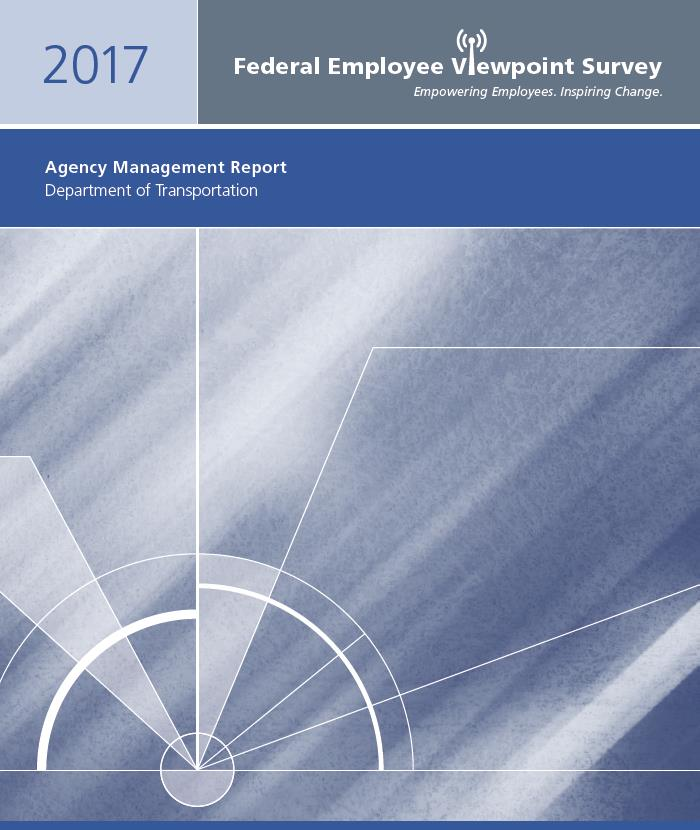 2017
Federal Employee Viewpoint Survey
Empowering Employees. Inspiring Change.
Agency Management Report
Department of Transportation